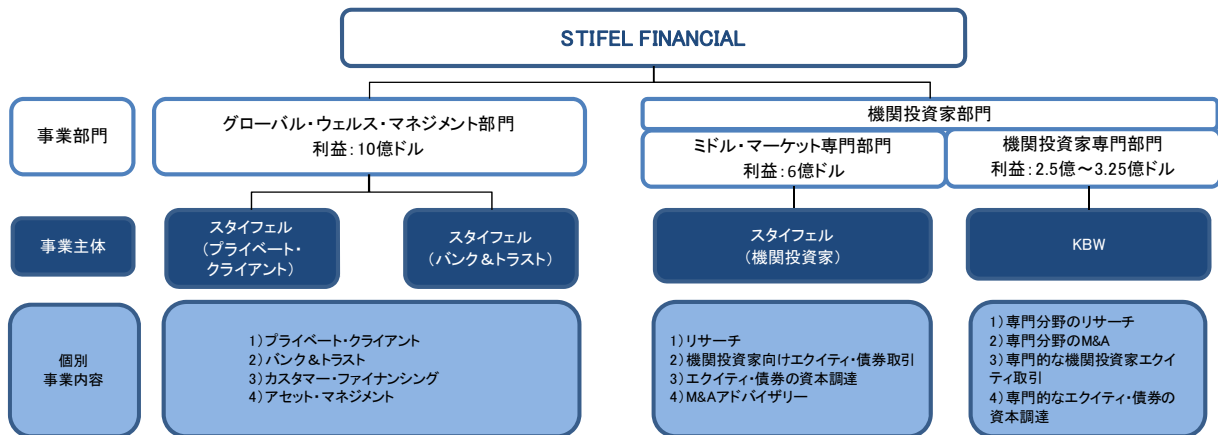 STIFEL FINANCIAL
事業部門
グローバル・ウェルス・マネジメント部門
利益:10億ドル
機関投資家部門
ミドル・マーケット専門部門
利益:6億ドル
機関投資家専門部門
利益:2.5億~3.25億ドル
事業主体
スタイフェル
(プライベート・
クライアント)
スタイフェル
(バンク&トラスト)
スタイフェル
(機関投資家)
KBW
個別
事業内容
1)プライベート・クライアント
2)バンク&トラスト
3)カスタマー・ファイナンシング
4)アセット・マネジメント
1)リサーチ
2)機関投資家向けエクイティ・債券取引
3)エクイティ・債券の資本調達
4)M&Aアドバイザリー
1)専門分野のリサーチ
2)専門分野のM&A
3)専門的な機関投資家エクイ
ティ取引
4)専門的なエクイティ・債券の
資本調達